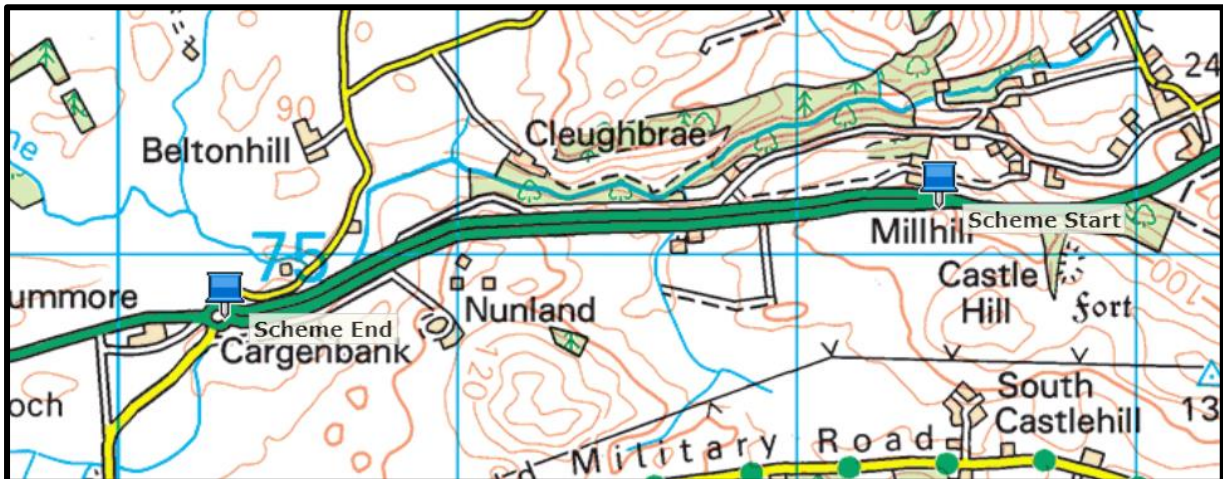 24
90
Cleughbrae
Beltonhill
Millhill
Scheme Start
75
Castle
Hill
fort
100
ummore
Scheme End
Nunland
Cargenbank
120
South
Castlehill
och
13
d Military Road